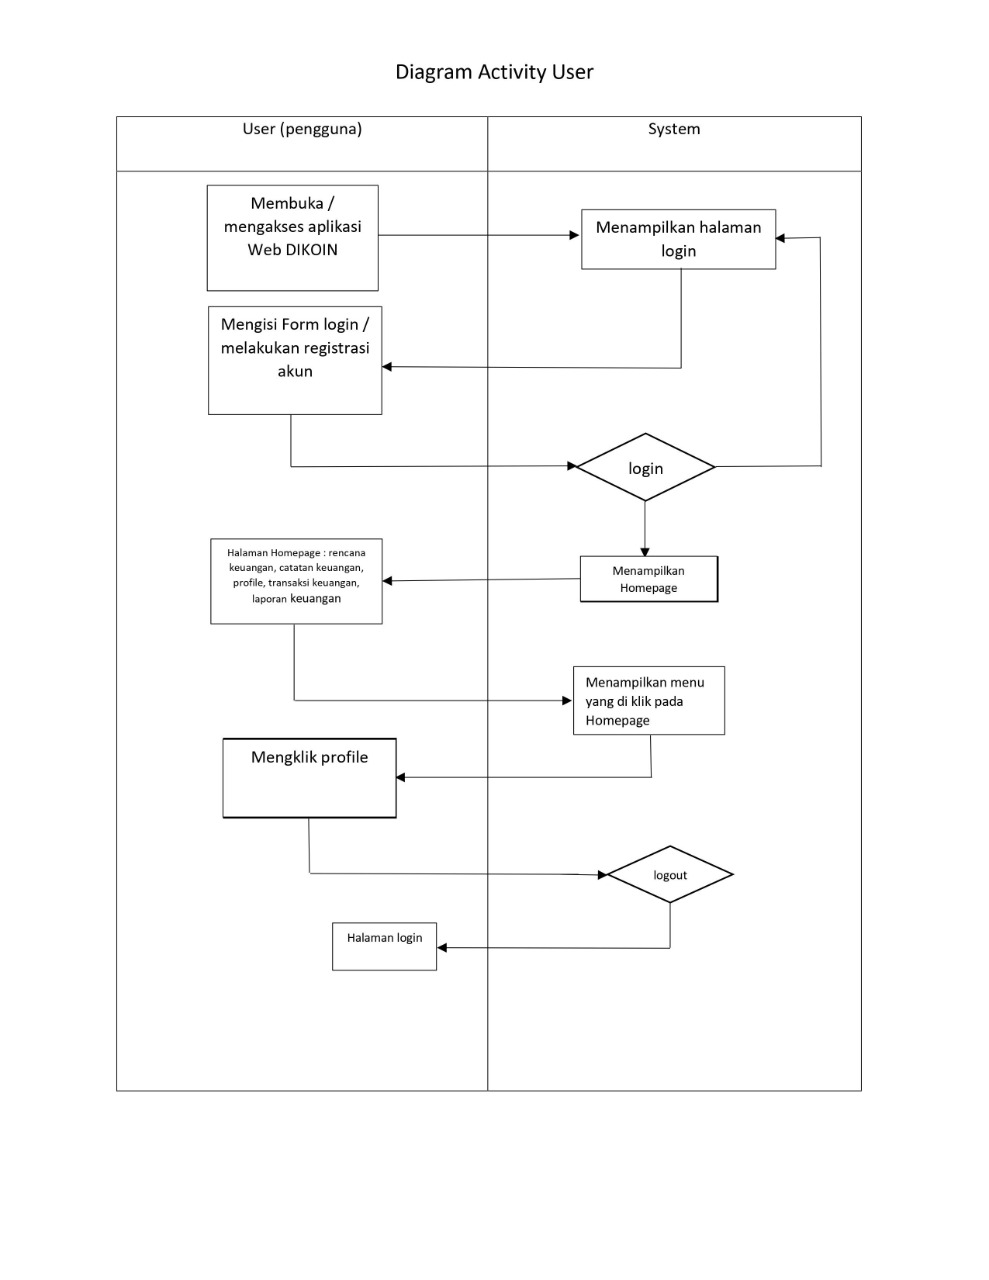 Diagram Activity User
User (pengguna)
System
Membuka /
mengakses aplikasi
Web DIKOIN
Menampilkan halaman
login
Mengisi Form login /
melakukan registrasi
akun
login
Halaman Homepage : rencana
keuangan, catatan keuangan,
profile, transaksi keuangan,
laporan keuangan
Menampilkan
Homepage
Menampilkan menu
yang di klik pada
Homepage
Mengklik profile
logout
Halaman login